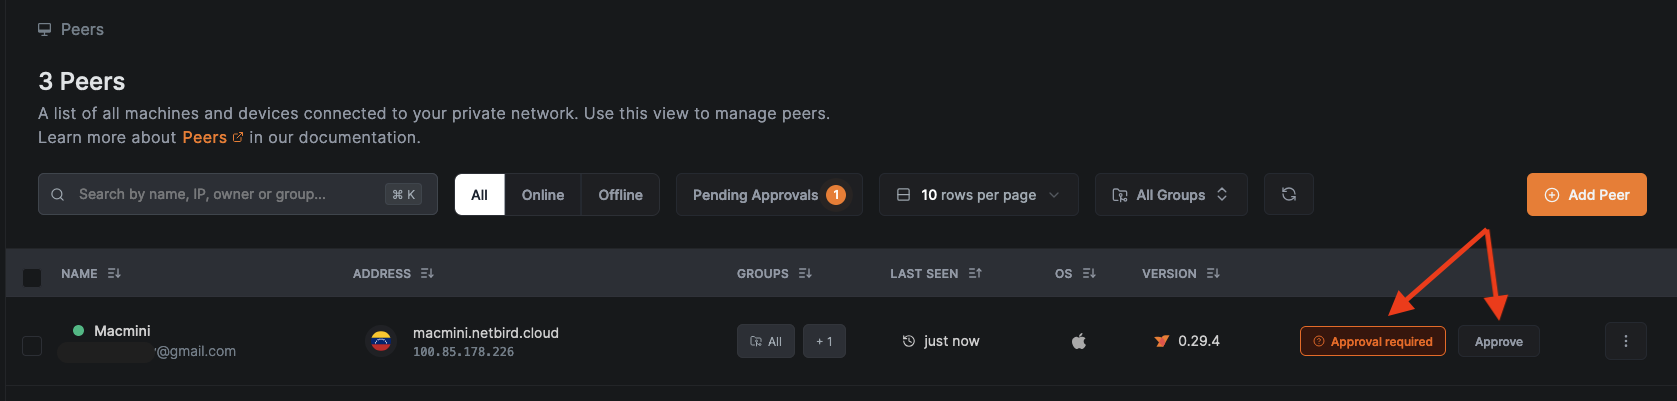 Peers
3 Peers
A list of all machines and devices connected to your private network. Use this view to manage peers.
Learn more about Peers in our documentation.
Search by name, IP, owner or group... ⌘ K All Online Offline Pending Approvals 1 10 rows per page All Groups Add Peer
NAME ADDRESS GROUPS LAST SEEN OS VERSION
Macmini macmini.netbird.cloud All + 1 just now 0.29.4 Approval required Approve
@gmail.com 100.85.178.226